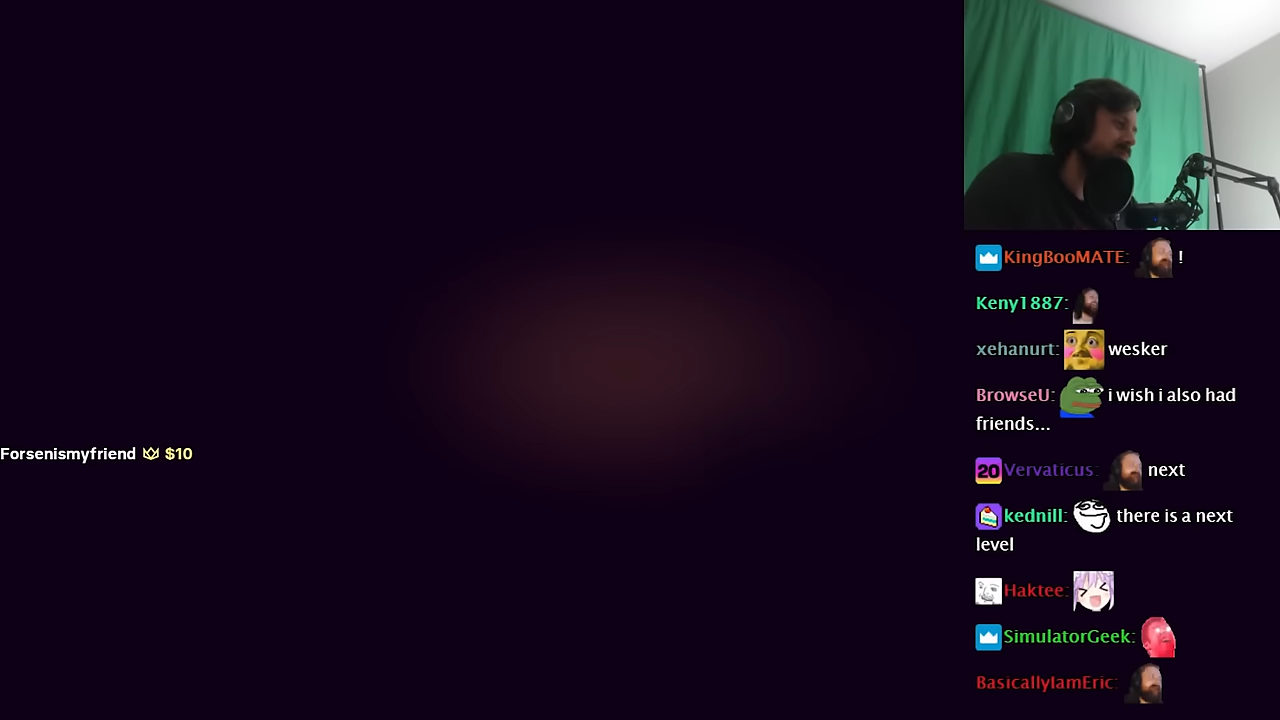 KingBooMATE: !
Keny1887:
xehanurt: wesker
BrowseU: i wish i also had
friends...
Forsenismyfriend $10
20 Vervaticus: next
kednill: there is a next
level
Haktee:
SimulatorGeek:
BasicallyIamEric: